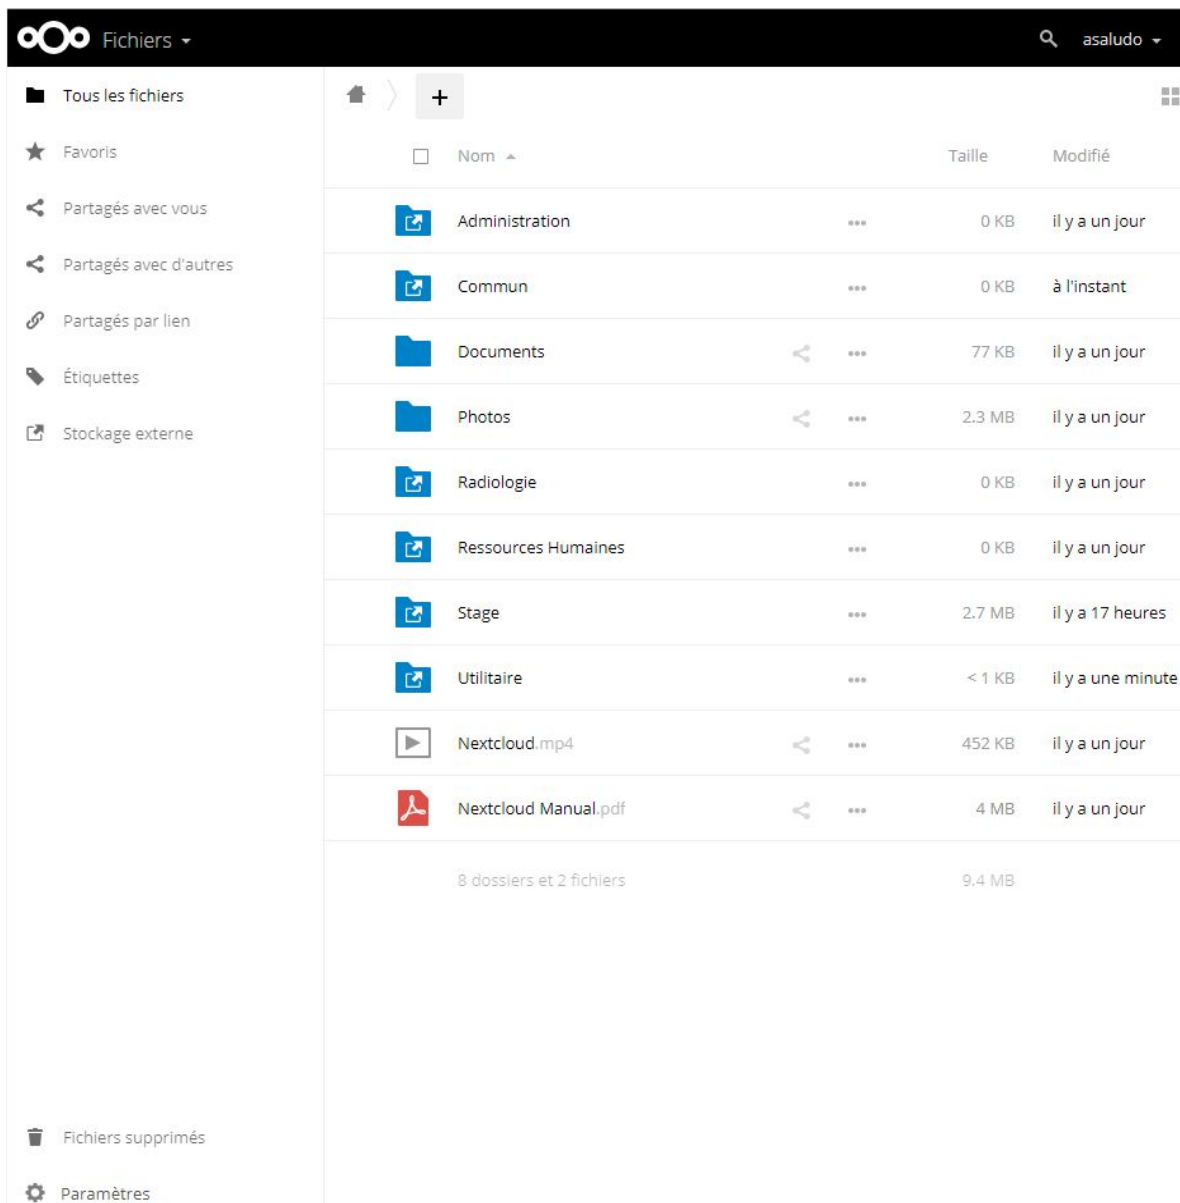 Fichiers asaludo
Tous les fichiers
Favoris
Partagés avec vous
Partagés avec d'autres
Partagés par lien
Étiquettes
Stockage externe
+
Nom Taille Modifié
Administration 0 KB il y a un jour
Commun 0 KB à l'instant
Documents 77 KB il y a un jour
Photos 2.3 MB il y a un jour
Radiologie 0 KB il y a un jour
Ressources Humaines 0 KB il y a un jour
Stage 2.7 MB il y a 17 heures
Utilitaire < 1 KB il y a une minute
Nextcloud.mp4 452 KB il y a un jour
Nextcloud Manual.pdf 4 MB il y a un jour
8 dossiers et 2 fichiers 9.4 MB
Fichiers supprimés
Paramètres